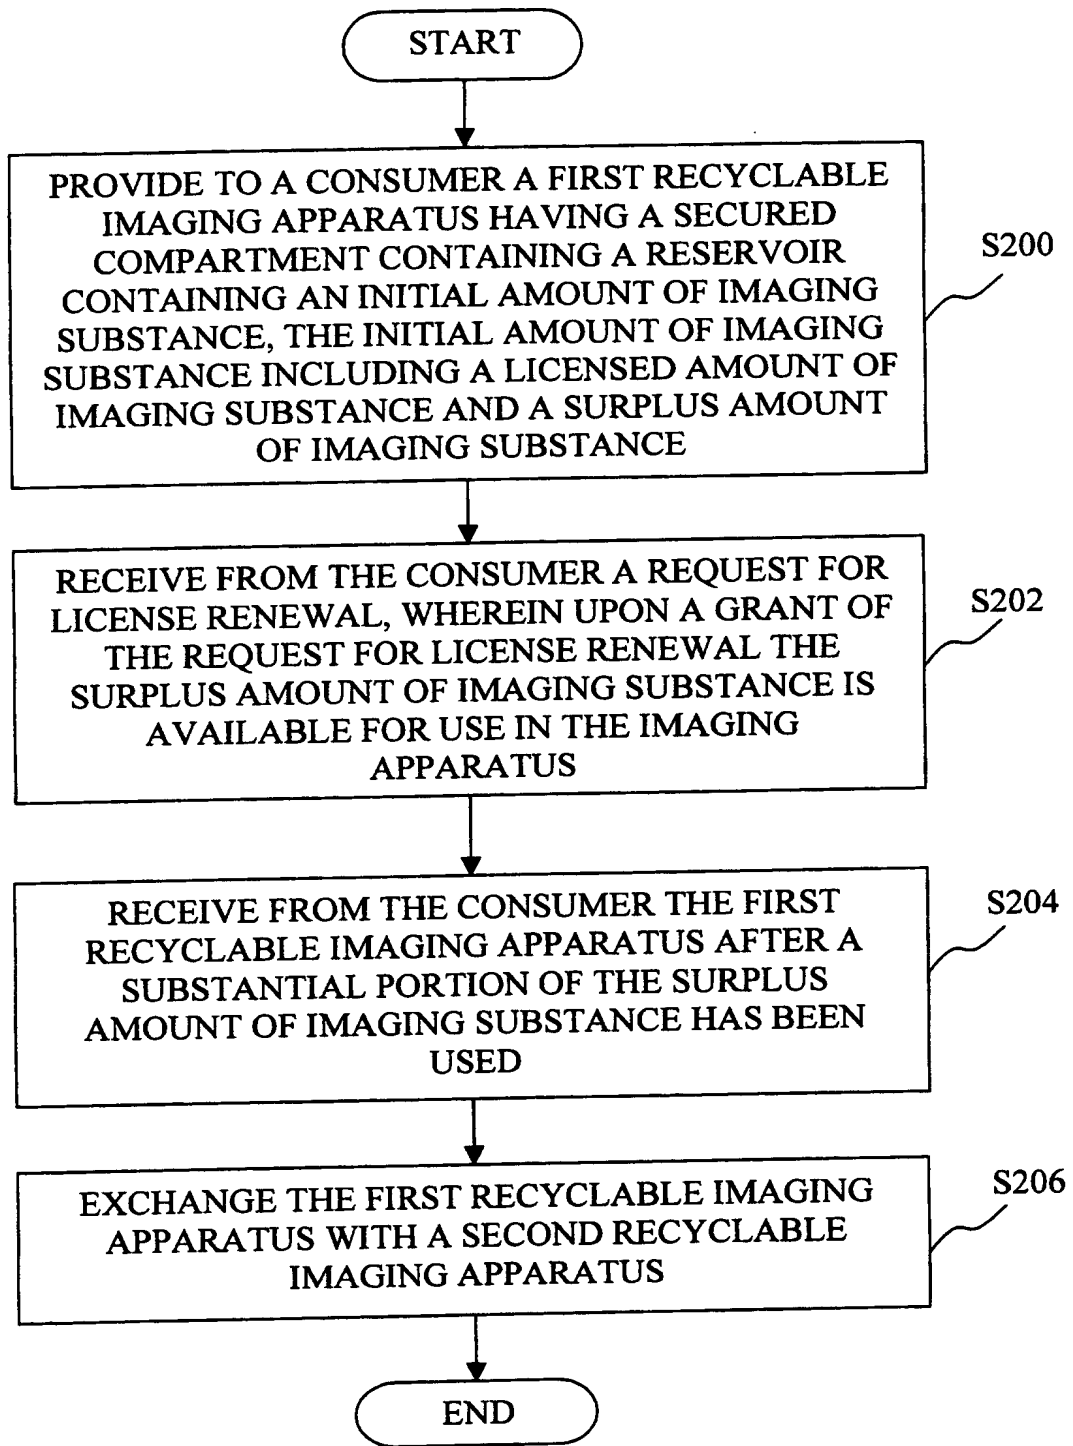 START
PROVIDE TO A CONSUMER A FIRST RECYCLABLE
IMAGING APPARATUS HAVING A SECURED
COMPARTMENT CONTAINING A RESERVOIR
CONTAINING AN INITIAL AMOUNT OF IMAGING
SUBSTANCE, THE INITIAL AMOUNT OF IMAGING
SUBSTANCE INCLUDING A LICENSED AMOUNT OF
IMAGING SUBSTANCE AND A SURPLUS AMOUNT
OF IMAGING SUBSTANCE
S200
RECEIVE FROM THE CONSUMER A REQUEST FOR
LICENSE RENEWAL, WHEREIN UPON A GRANT OF
THE REQUEST FOR LICENSE RENEWAL THE
SURPLUS AMOUNT OF IMAGING SUBSTANCE IS
AVAILABLE FOR USE IN THE IMAGING
APPARATUS
S202
RECEIVE FROM THE CONSUMER THE FIRST
RECYCLABLE IMAGING APPARATUS AFTER A
SUBSTANTIAL PORTION OF THE SURPLUS
AMOUNT OF IMAGING SUBSTANCE HAS BEEN
USED
S204
EXCHANGE THE FIRST RECYCLABLE IMAGING
APPARATUS WITH A SECOND RECYCLABLE
IMAGING APPARATUS
S206
END